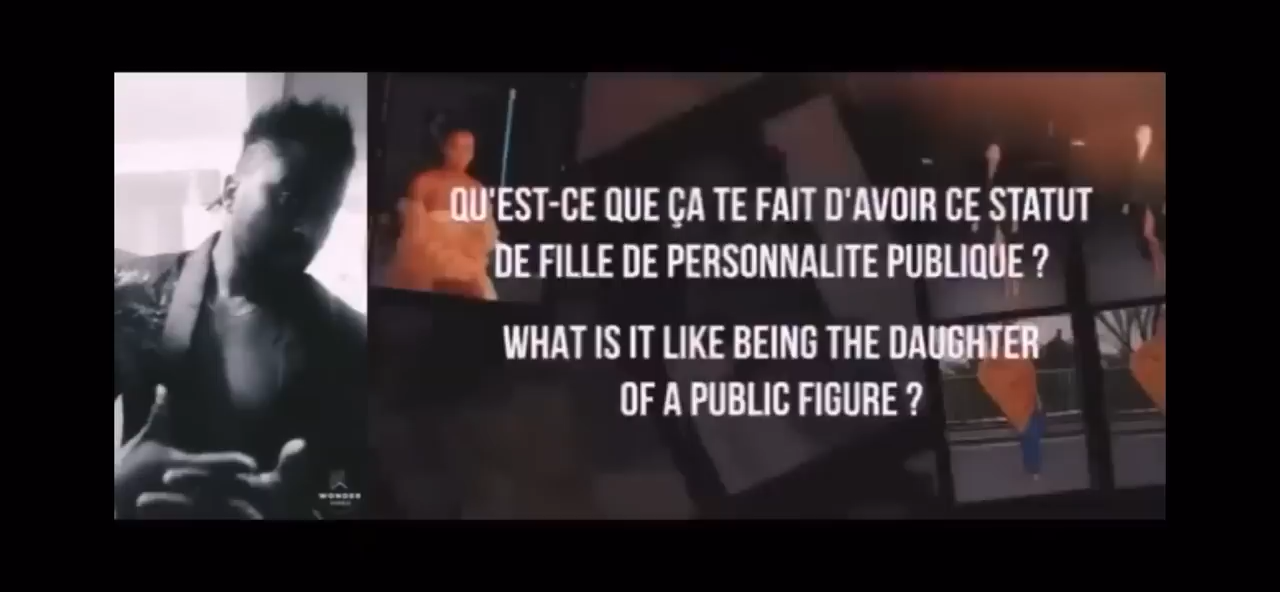 QU'EST-CE QUE ÇA TE FAIT D'AVOIR CE STATUT
DE FILLE DE PERSONNALITE PUBLIQUE ?
WHAT IS IT LIKE BEING THE DAUGHTER
OF A PUBLIC FIGURE ?
WONDER